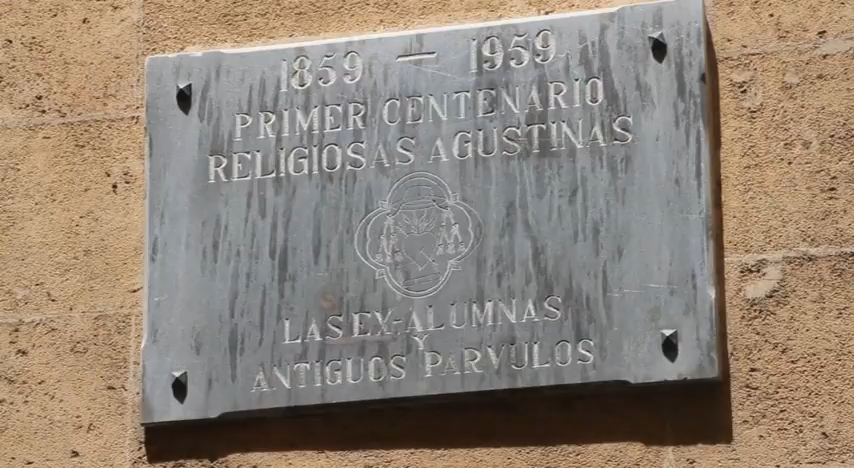 1859 — 1959
PRIMER CENTENARIO
RELIGIOSAS AGUSTINAS
LAS EX-ALUMNAS
Y
ANTIGUOS PARVULOS